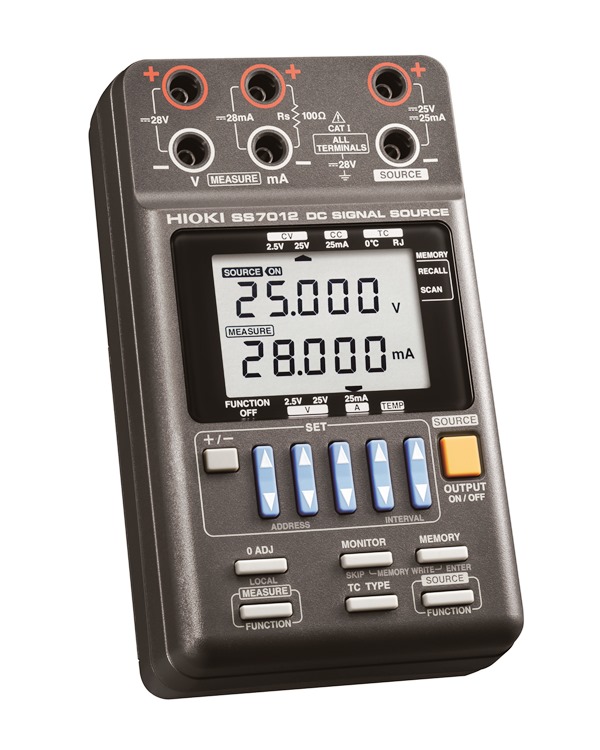 + + +
⎓28V ⎓28mA Rs 100Ω ⚠ ⎓25V
CAT I ⎓25mA
ALL
TERMINALS
− − ⎓28V −
V MEASURE mA SOURCE
HIOKI SS7012 DC SIGNAL SOURCE
CV CC TC
2.5V 25V 25mA 0℃ RJ
MEMORY
RECALL
SCAN
SOURCE ON
25.000 V
MEASURE
28.000 mA
FUNCTION 2.5V 25V 25mA TEMP
OFF V A
SET SOURCE
+/−
OUTPUT
ON/OFF
ADDRESS INTERVAL
0 ADJ MONITOR MEMORY
LOCAL SKIP MEMORY WRITE ENTER
MEASURE TC TYPE SOURCE
FUNCTION FUNCTION